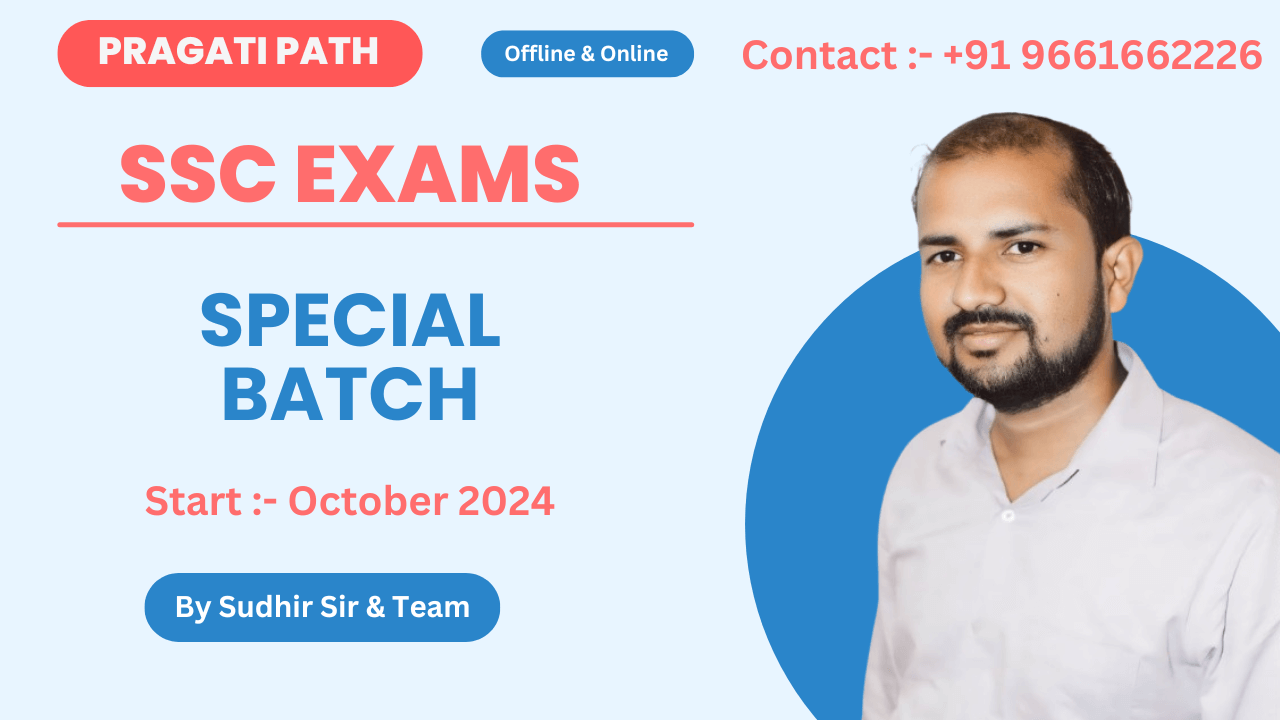 PRAGATI PATH
Offline & Online
Contact :- +91 9661662226
SSC EXAMS
SPECIAL
BATCH
Start :- October 2024
By Sudhir Sir & Team